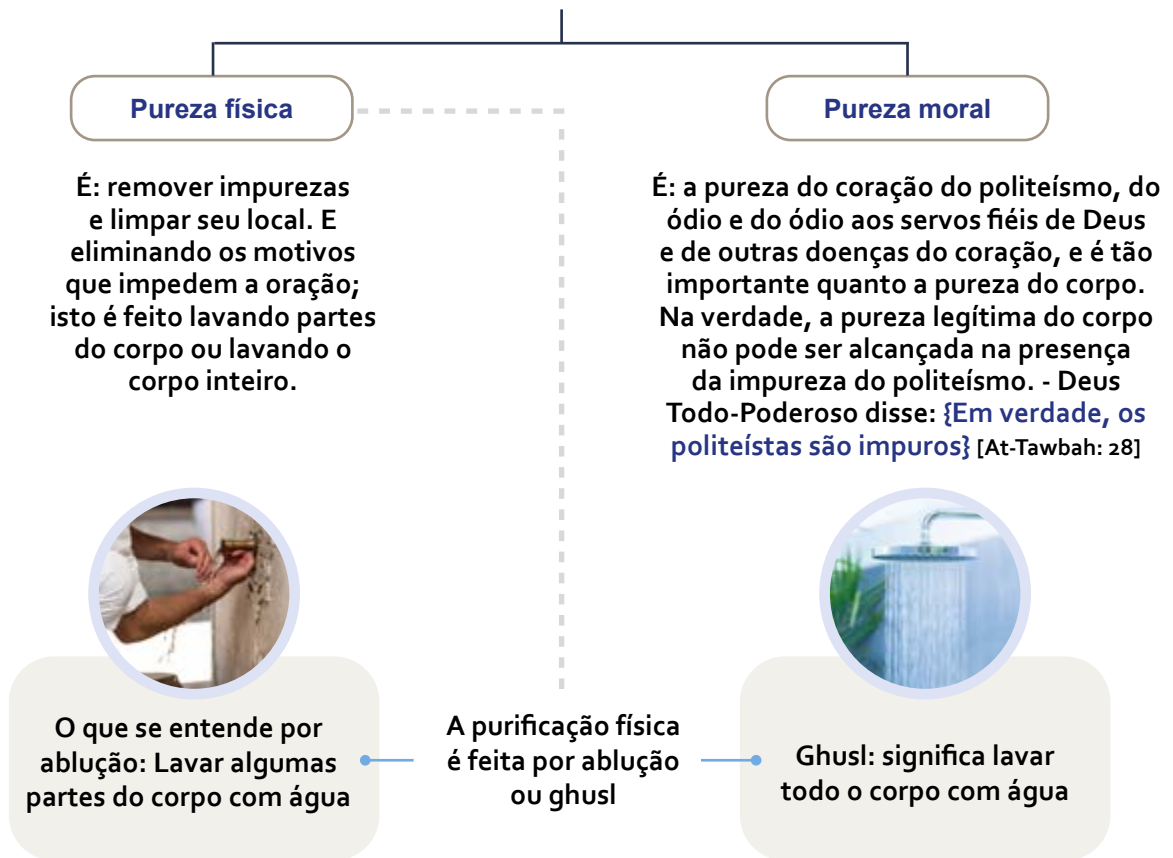 Pureza física
É: remover impurezas
e limpar seu local. E
eliminando os motivos
que impedem a oração;
isto é feito lavando partes
do corpo ou lavando o
corpo inteiro.
Pureza moral
É: a pureza do coração do politeísmo, do
ódio e do ódio aos servos fiéis de Deus
e de outras doenças do coração, e é tão
importante quanto a pureza do corpo.
Na verdade, a pureza legítima do corpo
não pode ser alcançada na presença
da impureza do politeísmo. - Deus
Todo-Poderoso disse: {Em verdade, os
politeístas são impuros} [At-Tawbah: 28]
O que se entende por
ablução: Lavar algumas
partes do corpo com água
A purificação física
é feita por ablução
ou ghusl
Ghusl: significa lavar
todo o corpo com água